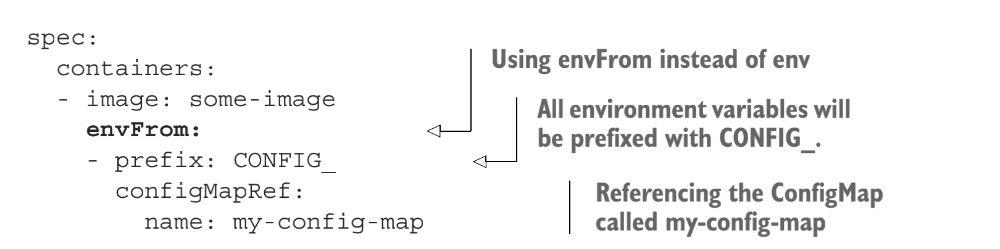 spec:
  containers:
  - image: some-image
    envFrom:
    - prefix: CONFIG_
      configMapRef:
        name: my-config-map
Using envFrom instead of env
All environment variables will
be prefixed with CONFIG_.
Referencing the ConfigMap
called my-config-map